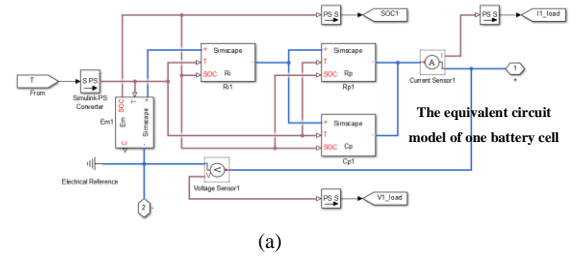 PS S
SOC1
PS S
I1_load
+
Simscape
T
Ri
SOC
-
Ri1
+
Simscape
T
Rp
SOC
-
Rp1
A
Current Sensor1
1
+
T
From
S PS
Simulink-PS
Converter
SOC
T
+
Em1
Em
Simscape
C
-
Simscape
+
T
Cp
SOC
-
Cp1
The equivalent circuit
model of one battery cell
Electrical Reference
V
Voltage Sensor1
2
-
PS S
V1_load
(a)